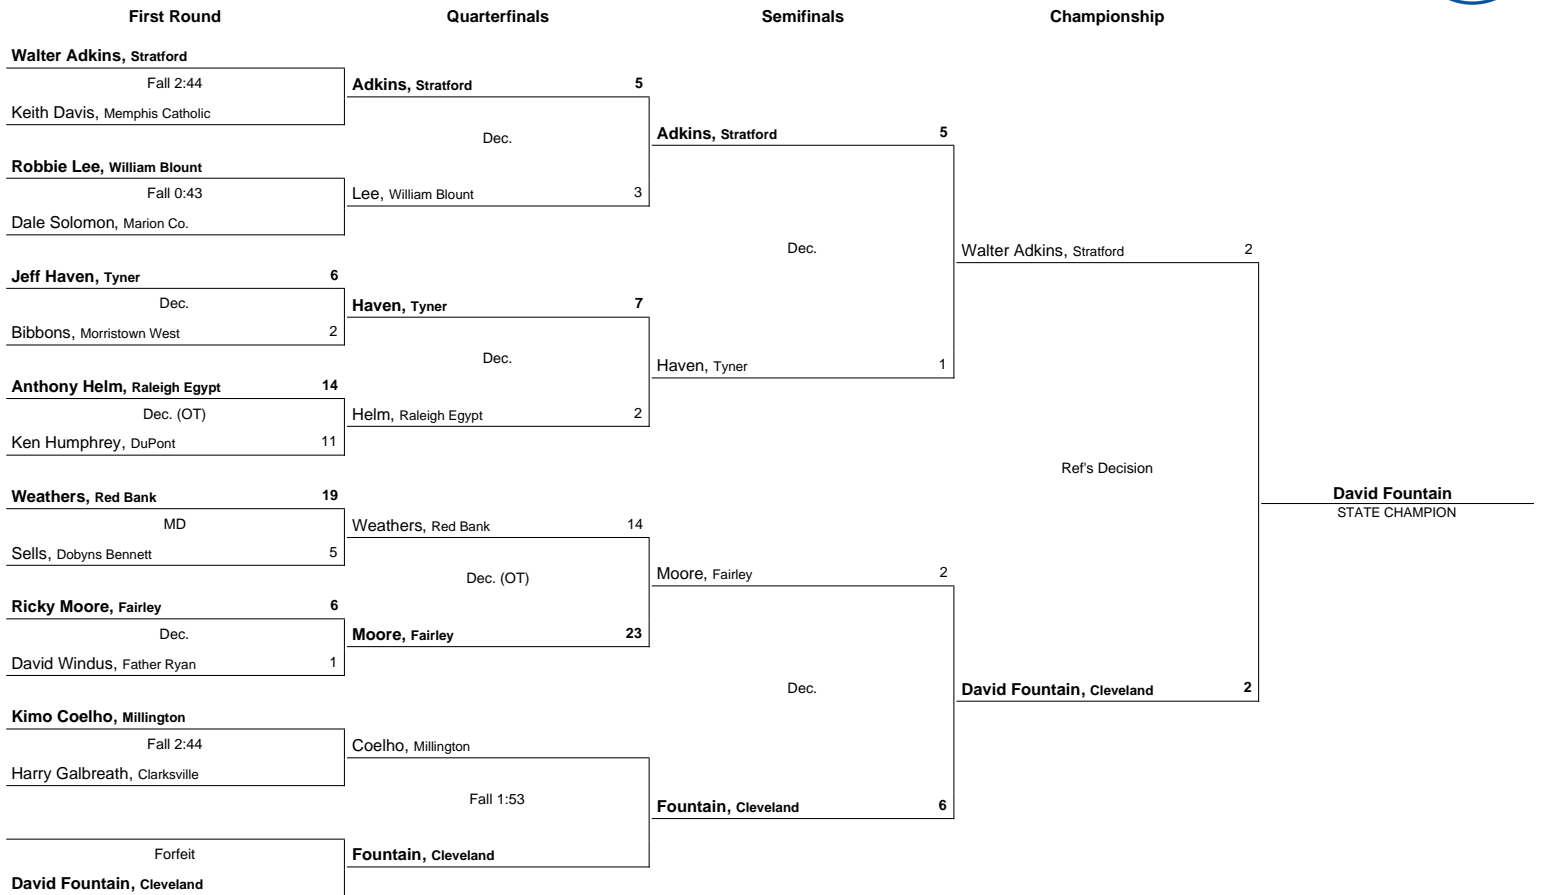 First Round Quarterfinals Semifinals Championship
Walter Adkins, Stratford
Fall 2:44
Keith Davis, Memphis Catholic
Robbie Lee, William Blount
Fall 0:43
Dale Solomon, Marion Co.
Jeff Haven, Tyner 6
Dec.
Bibbons, Morristown West 2
Anthony Helm, Raleigh Egypt 14
Dec. (OT)
Ken Humphrey, DuPont 11
Weathers, Red Bank 19
MD
Sells, Dobyns Bennett 5
Ricky Moore, Fairley 6
Dec.
David Windus, Father Ryan 1
Kimo Coelho, Millington
Fall 2:44
Harry Galbreath, Clarksville
Forfeit
David Fountain, Cleveland
Adkins, Stratford 5
Dec.
Lee, William Blount 3
Haven, Tyner 7
Dec.
Helm, Raleigh Egypt 2
Weathers, Red Bank 14
Dec. (OT)
Moore, Fairley 23
Coelho, Millington
Fall 1:53
Fountain, Cleveland
Adkins, Stratford 5
Dec.
Haven, Tyner 1
Moore, Fairley 2
Dec.
Fountain, Cleveland 6
Walter Adkins, Stratford 2
Ref's Decision
David Fountain, Cleveland 2
David Fountain
STATE CHAMPION